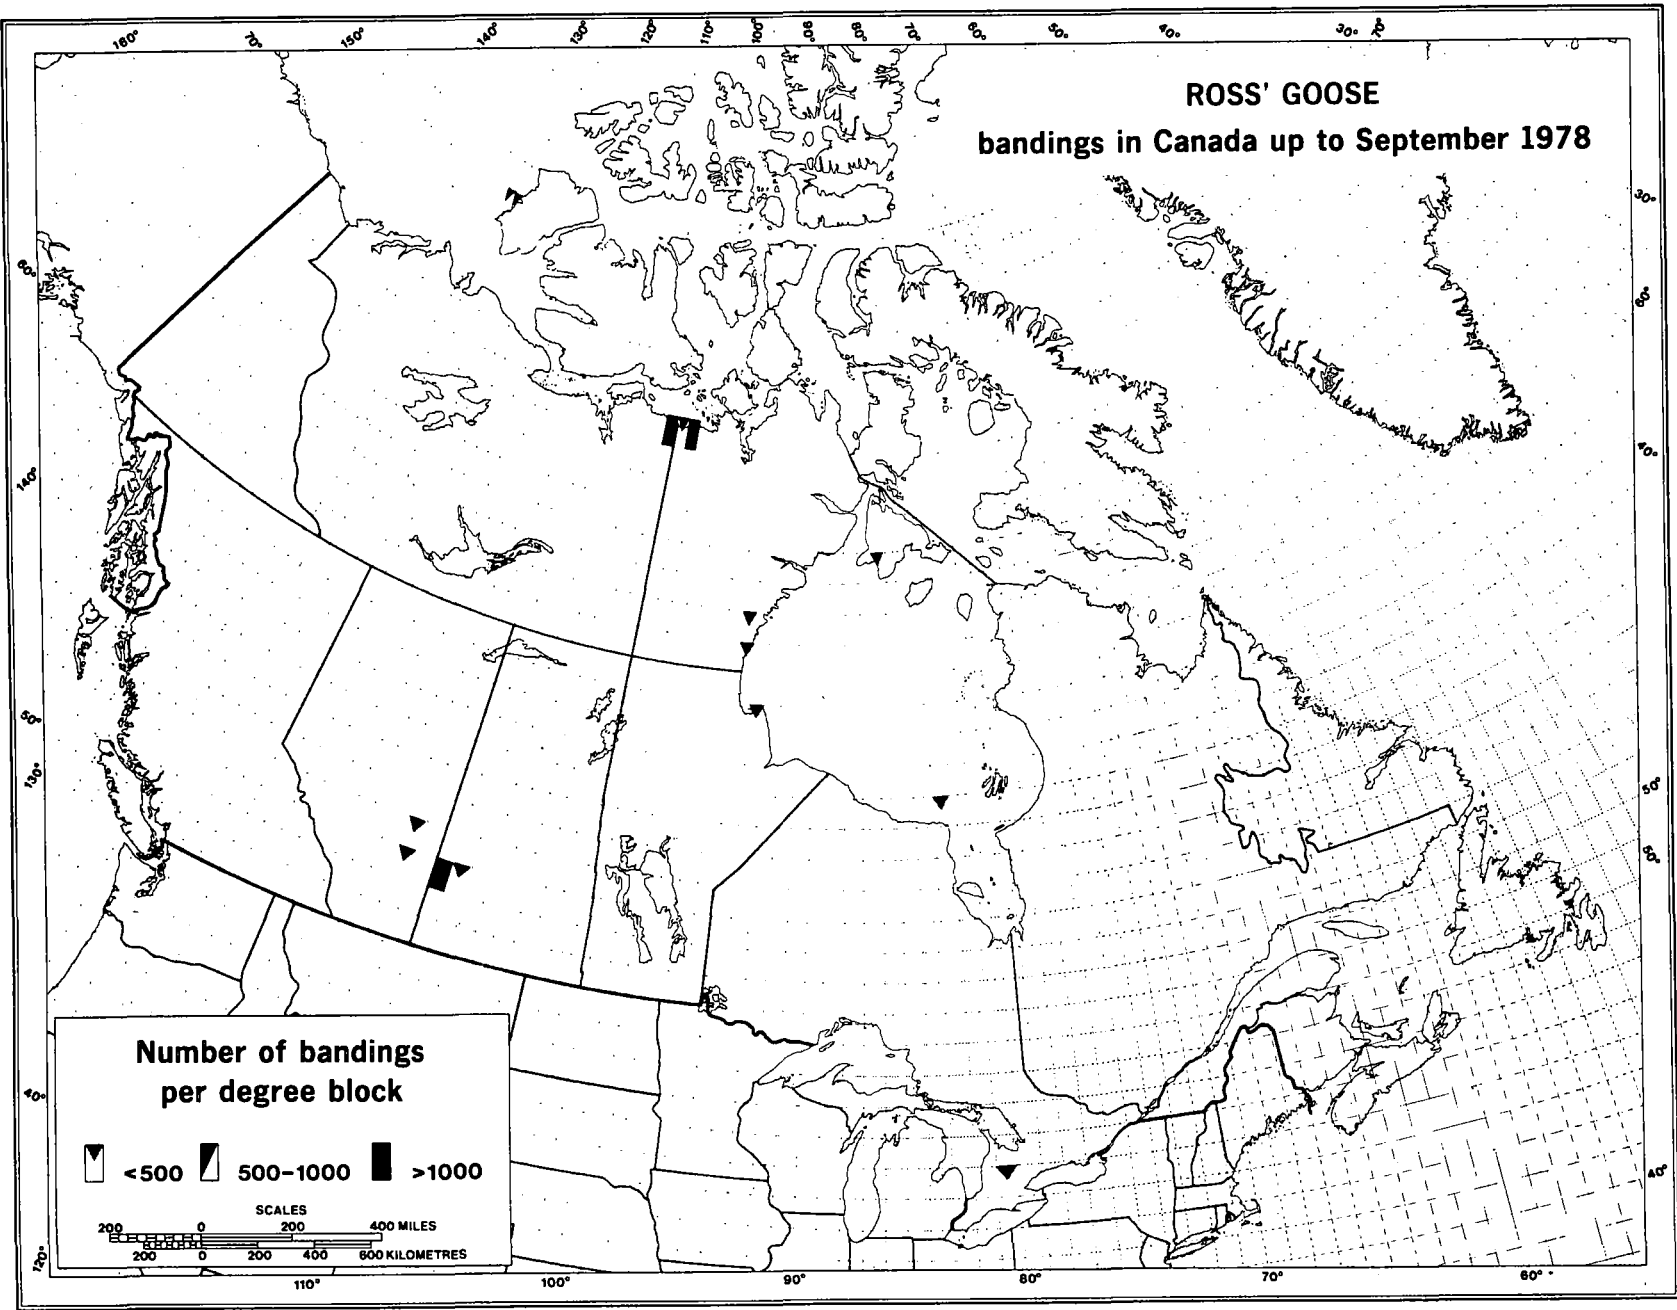 160° 70° 150° 140° 130° 120° 110° 100° 90° 80° 70° 60° 50° 40° 30° 70°
ROSS' GOOSE
bandings in Canada up to September 1978
30°
60°
60°
40°
140°
50°
130°
50°
50°
Number of bandings
per degree block
40°
<500 500–1000 >1000
40°
SCALES
200 0 200 400 MILES
200 0 200 400 600 KILOMETRES
120°
110° 100° 90° 80° 70° 60°